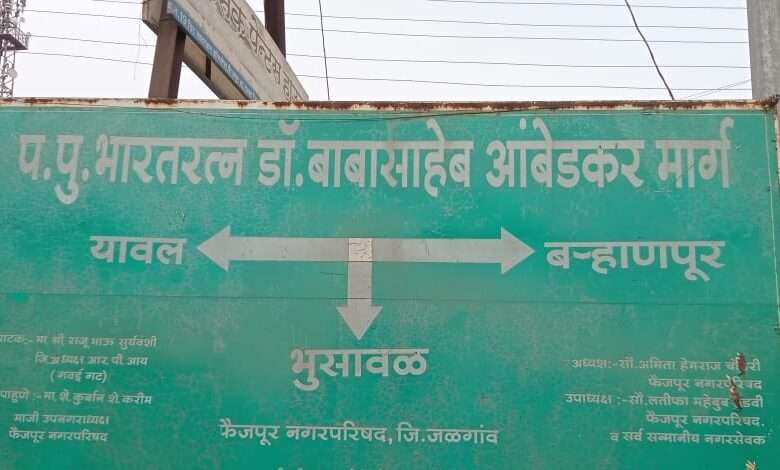 प.पु.भारतरत्न डॉ.बाबासाहेब आंबेडकर मार्ग
यावल
बऱ्हाणपूर
भुसावळ
मा श्री. राजू भाऊ सुर्यवंशी
जि.अध्यक्ष आर.पी.आय
(गवई गट)
मा.शे.कुर्बान शे.करीम
माजी उपनगराध्यक्ष
फैजपूर नगरपरिषद
फैजपूर नगरपरिषद, जि.जळगांव
अध्यक्ष:-सौ.अमिता हेमराज
फैजपूर नगरपरिषद
उपाध्यक्ष :-सौ.लतीफा महेबुब
फैजपूर नगरपरिषद.
व सर्व सन्मानीय नगरसेवक